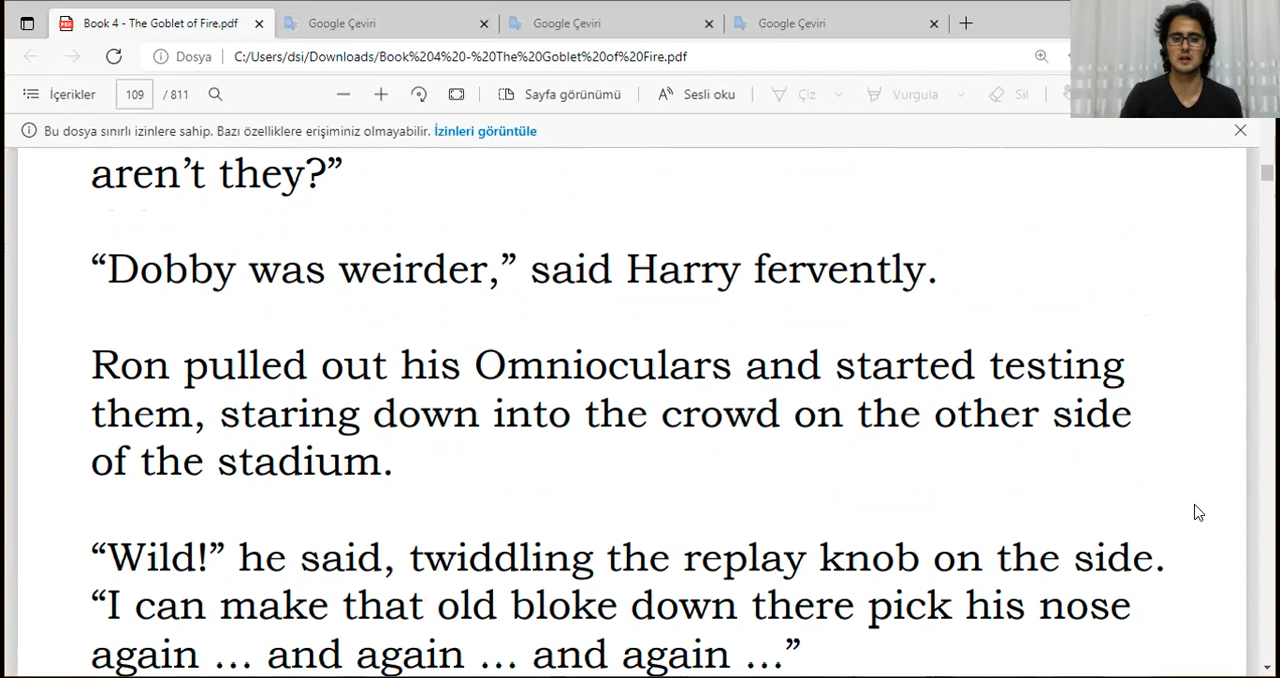 Book 4 - The Goblet of Fire.pdf
Google Çeviri
Google Çeviri
Google Çeviri
Dosya
C:/Users/dsi/Downloads/Book%204%20-%20The%20Goblet%20of%20Fire.pdf
İçerikler
109 / 811
Sayfa görünümü
Sesli oku
Çiz
Vurgula
Sil
Bu dosya sınırlı izinlere sahip. Bazı özelliklere erişiminiz olmayabilir. İzinleri görüntüle
aren’t they?”
“Dobby was weirder,” said Harry fervently.
Ron pulled out his Omnioculars and started testing
them, staring down into the crowd on the other side
of the stadium.
“Wild!” he said, twiddling the replay knob on the side.
“I can make that old bloke down there pick his nose
again … and again … and again …”